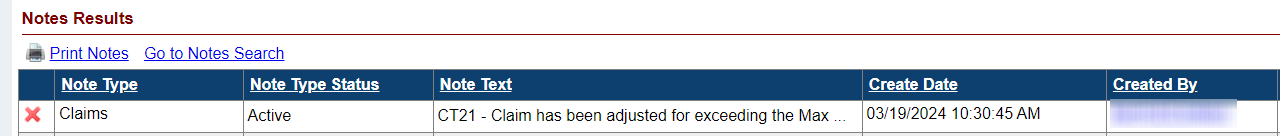 Notes Results
Print Notes Go to Notes Search
Note Type Note Type Status Note Text Create Date Created By
Claims Active CT21 - Claim has been adjusted for exceeding the Max ... 03/19/2024 10:30:45 AM